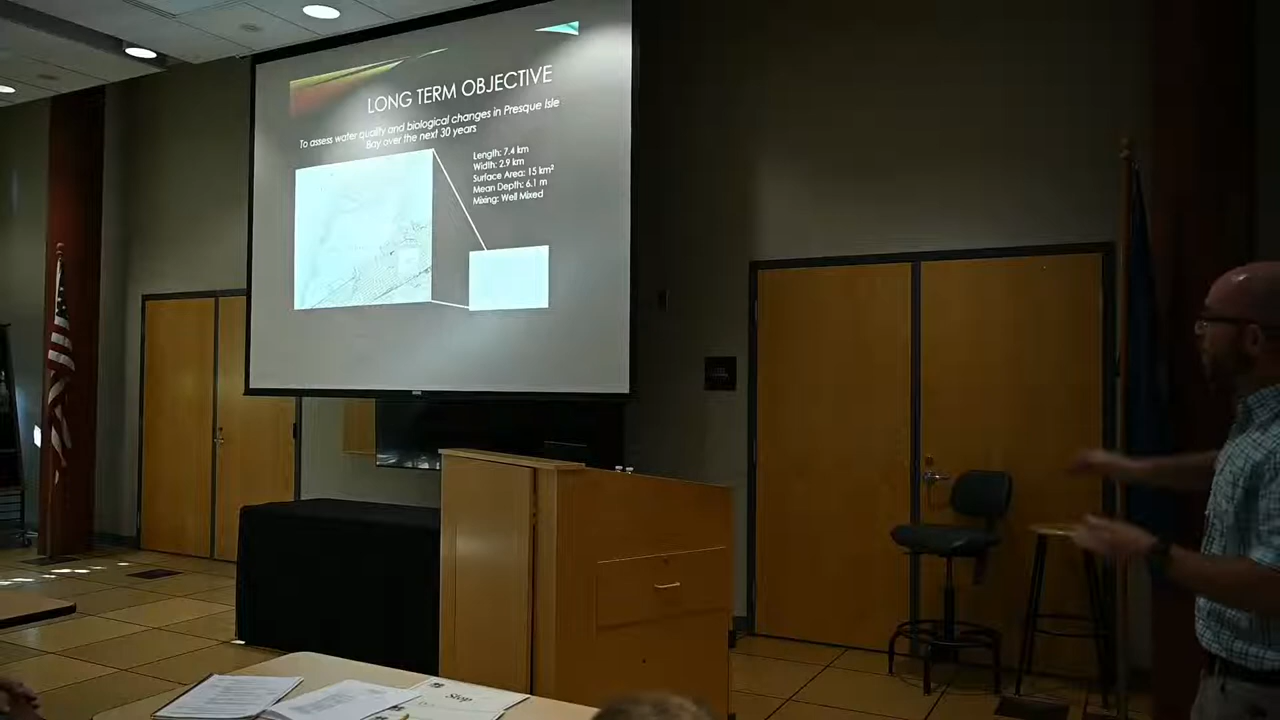 LONG TERM OBJECTIVE
To assess water quality and biological changes in Presque Isle
Bay over the next 30 years
Length: 7.4 km
Width: 2.9 km
Surface Area: 15 km²
Mean Depth: 6.1 m
Mixing: Well Mixed
Stop